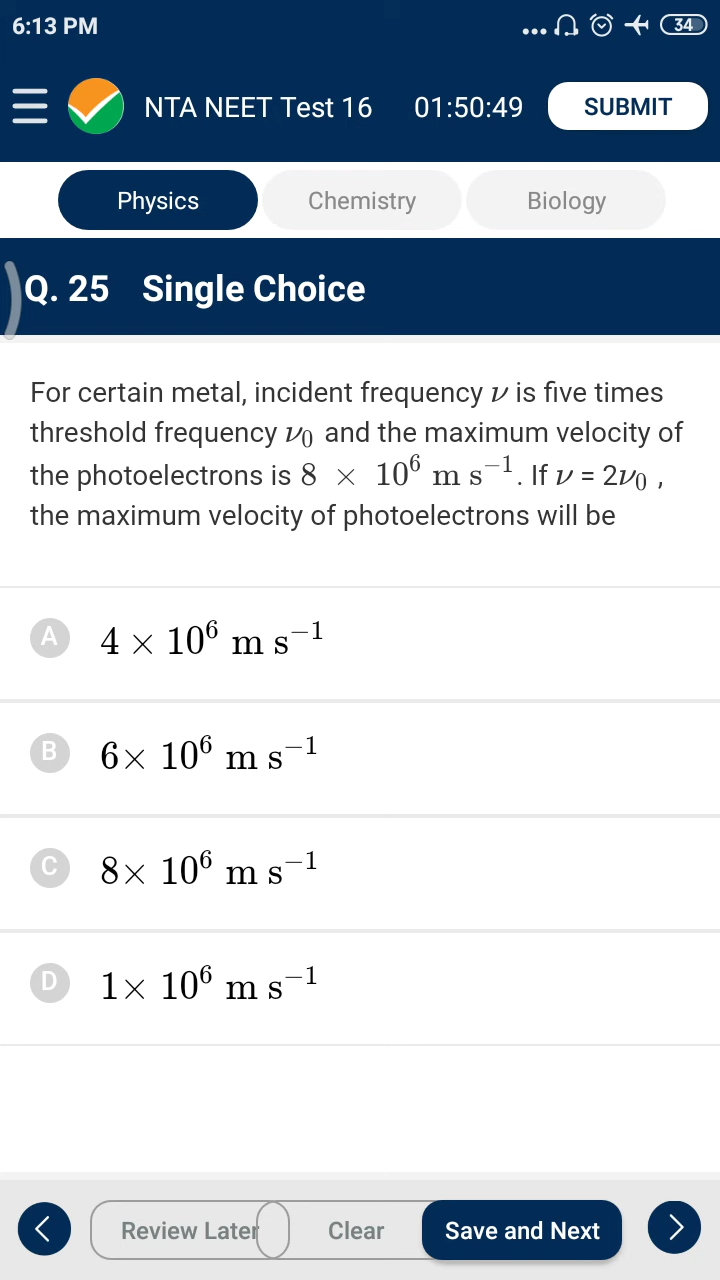 6:13 PM
34
NTA NEET Test 16 01:50:49 SUBMIT
Physics Chemistry Biology
Q. 25 Single Choice
For certain metal, incident frequency ν is five times
threshold frequency ν₀ and the maximum velocity of
the photoelectrons is 8 × 10⁶ m s⁻¹. If ν = 2ν₀ ,
the maximum velocity of photoelectrons will be
A 4 × 10⁶ m s⁻¹
B 6× 10⁶ m s⁻¹
C 8× 10⁶ m s⁻¹
D 1× 10⁶ m s⁻¹
Review Later Clear Save and Next